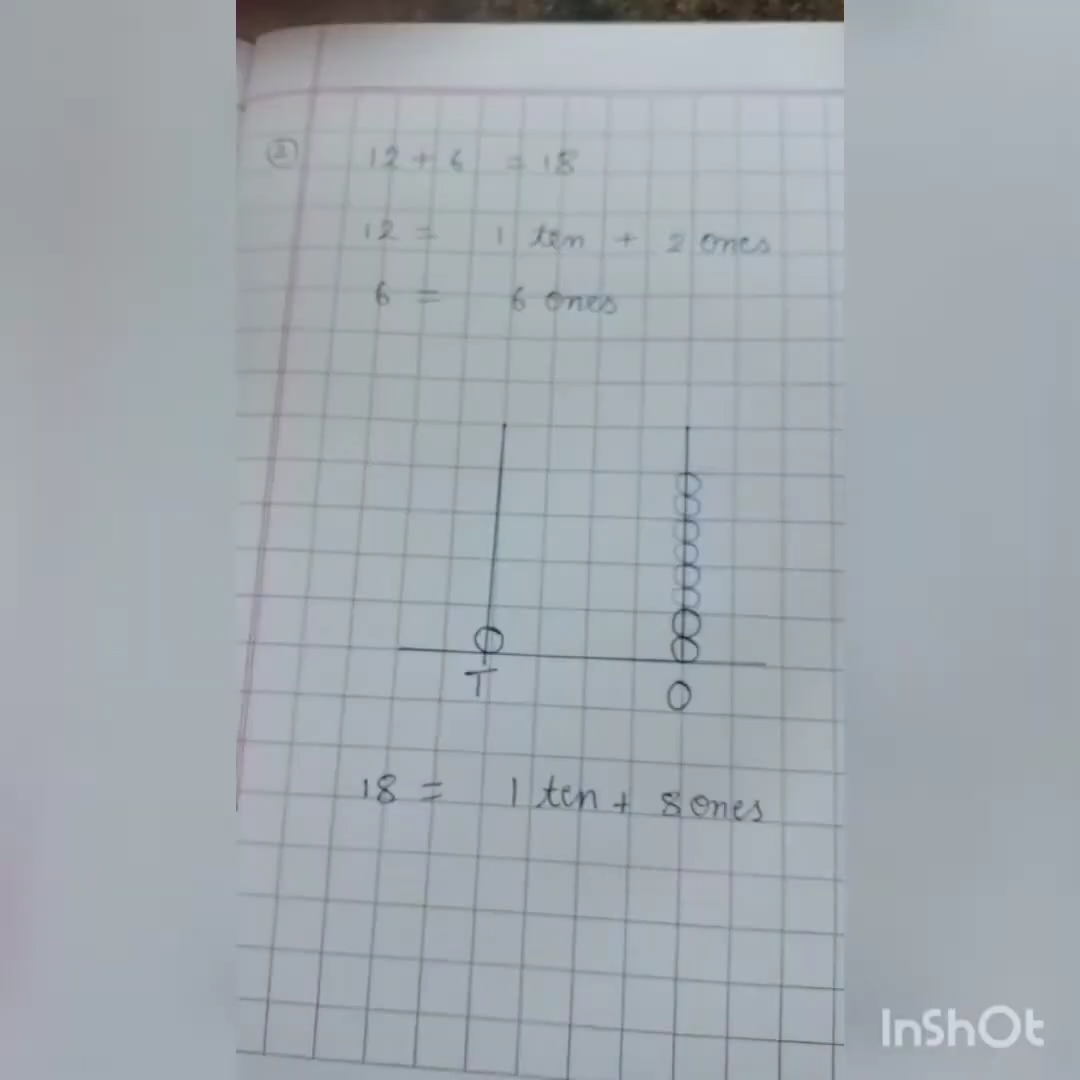 ② 12 + 6 = 18
12 = 1 ten + 2 ones
6 = 6 ones
T O
18 = 1 ten + 8 ones
InShOt